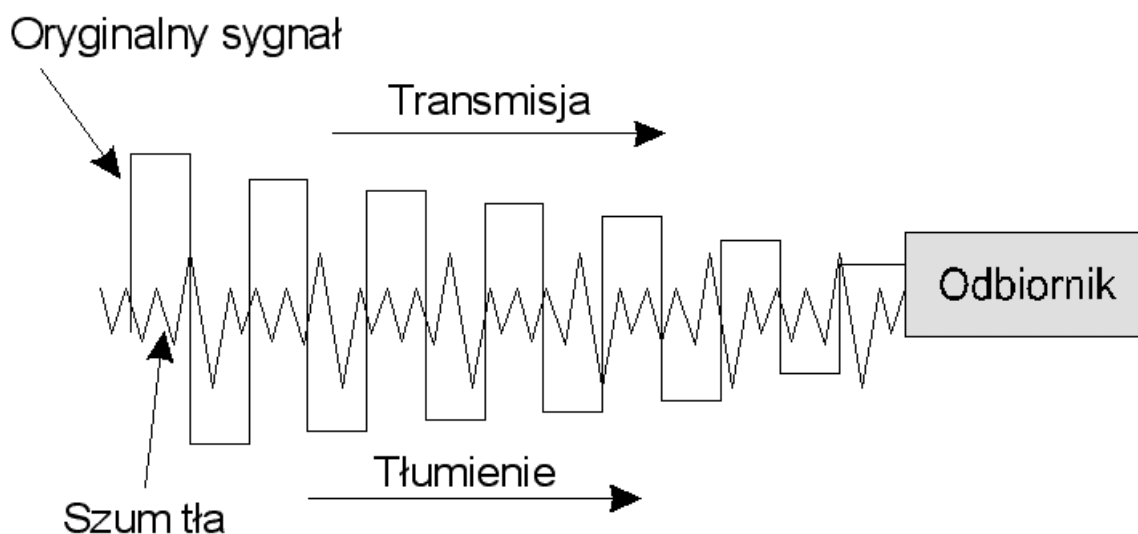 Oryginalny sygnał
Transmisja
Odbiornik
Tłumienie
Szum tła